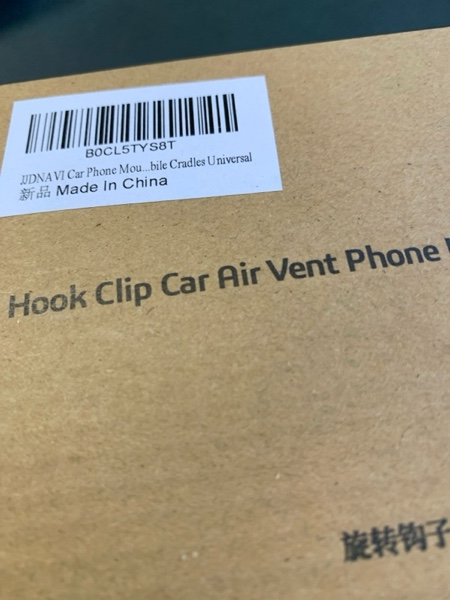 B0CL5TYS8T
JJDNAVI Car Phone Mou...bile Cradles Universal
新品 Made In China
Hook Clip Car Air Vent Phone
旋转钩子